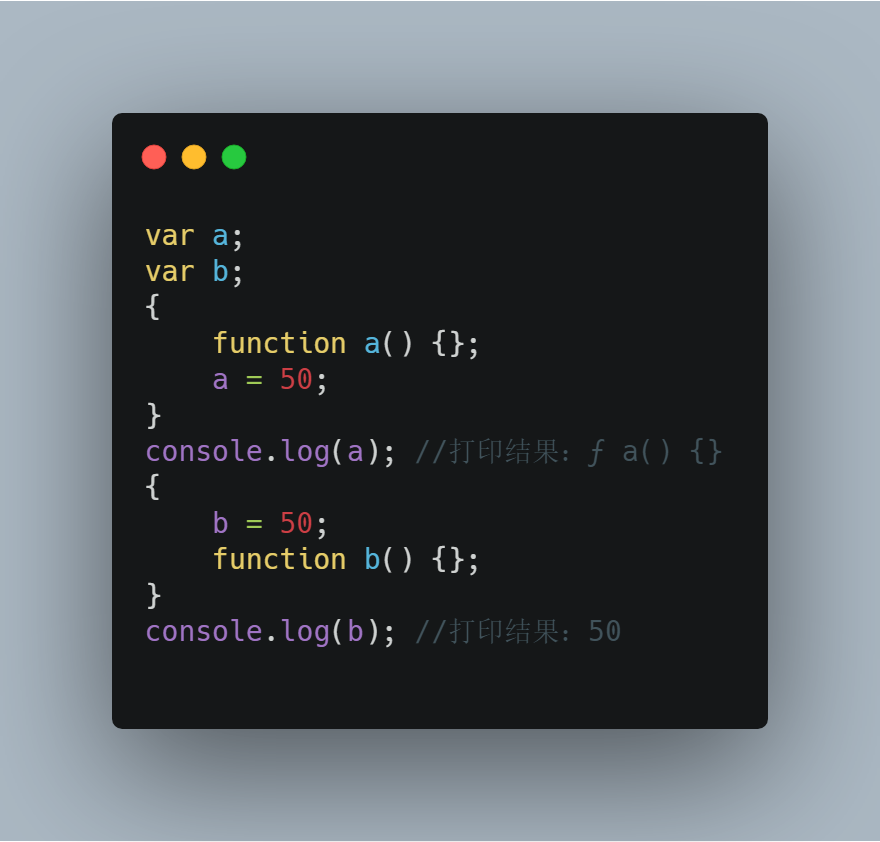 var a;
var b;
{
    function a() {};
    a = 50;
}
console.log(a); //打印结果：ƒ a() {}
{
    b = 50;
    function b() {};
}
console.log(b); //打印结果：50